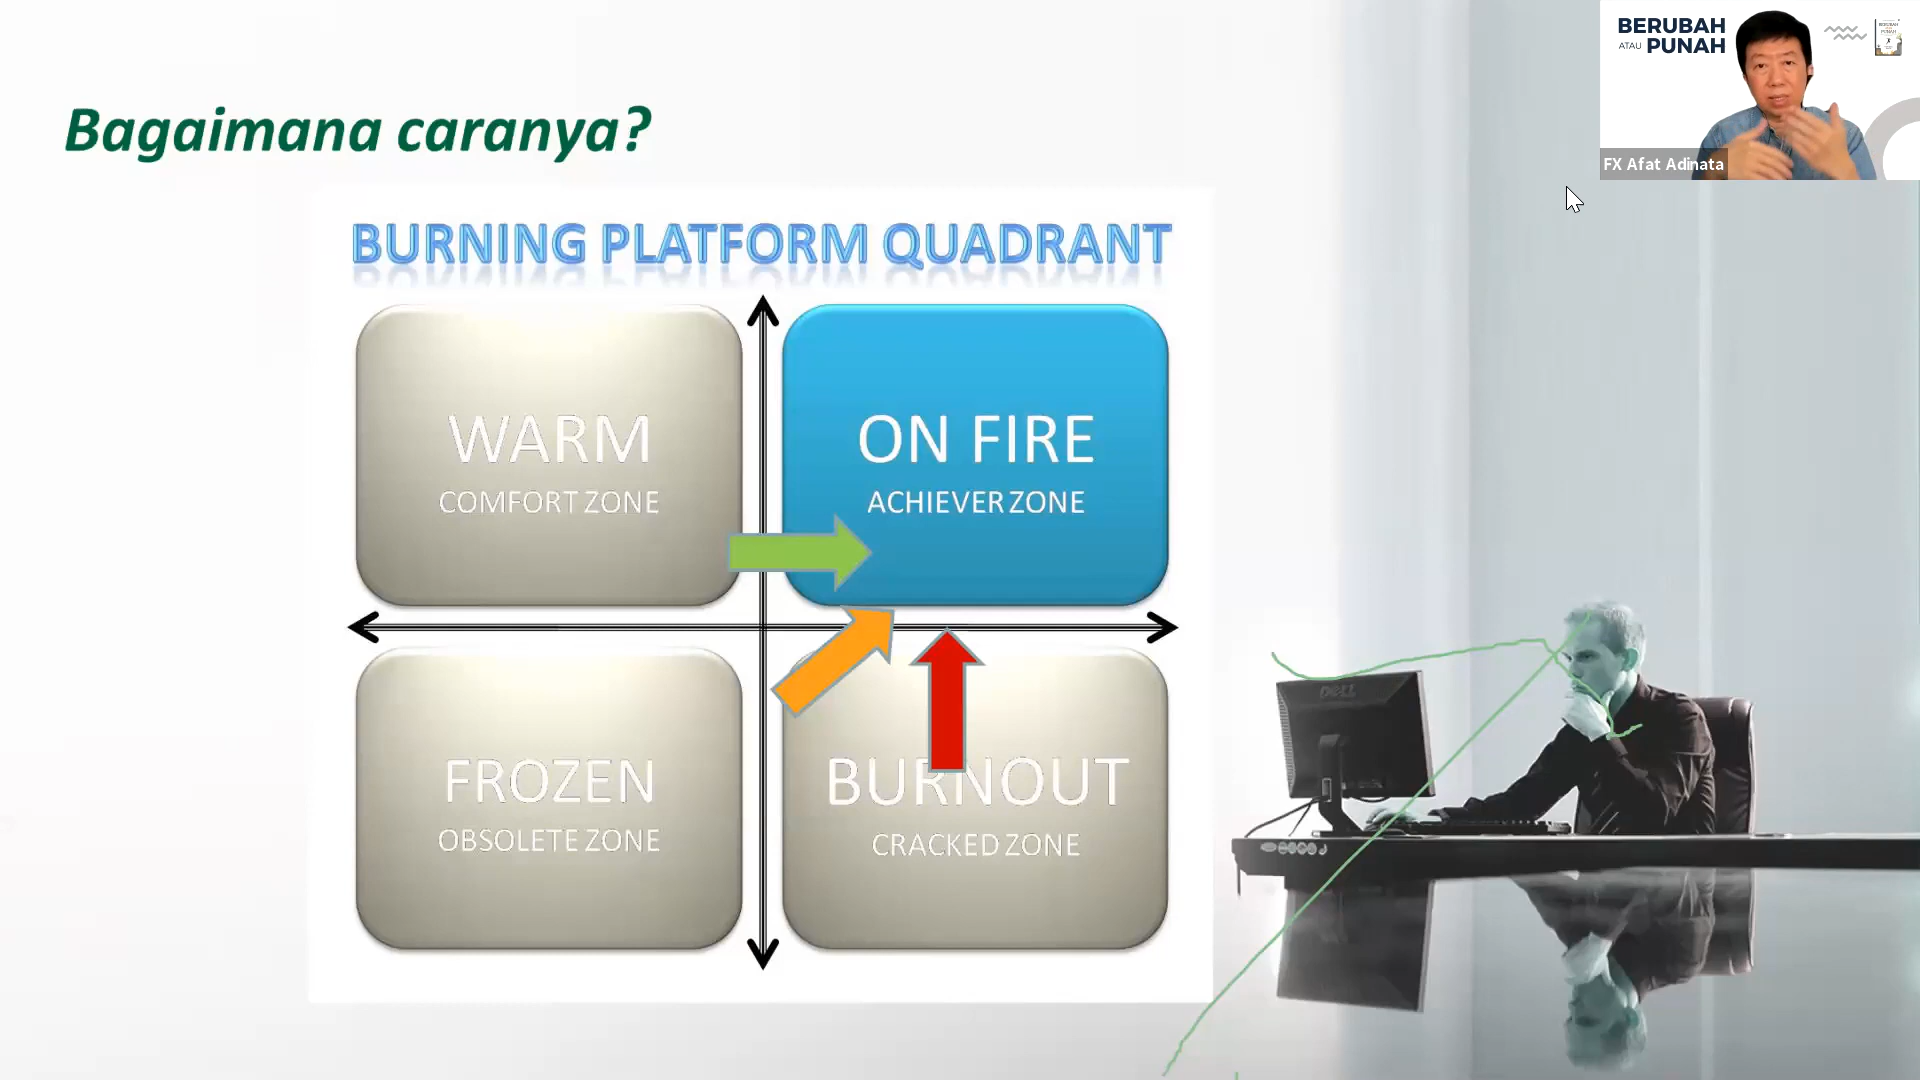 BERUBAH
ATAU PUNAH
FX Afat Adinata
Bagaimana caranya?
BURNING PLATFORM QUADRANT
WARM
COMFORT ZONE
ON FIRE
ACHIEVER ZONE
FROZEN
OBSOLETE ZONE
BURNOUT
CRACKED ZONE
DELL